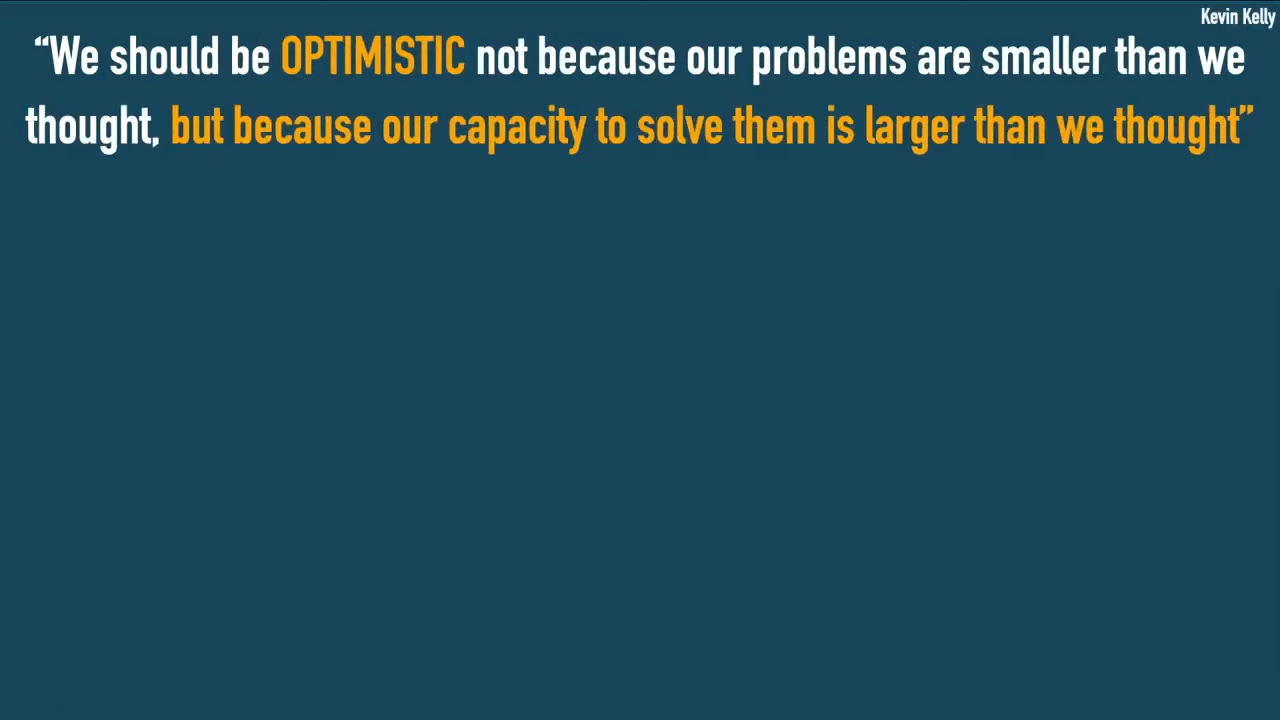 Kevin Kelly
“We should be OPTIMISTIC not because our problems are smaller than we
thought, but because our capacity to solve them is larger than we thought”